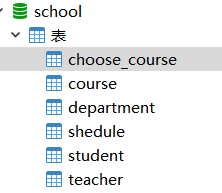 school
表
choose_course
course
department
shedule
student
teacher